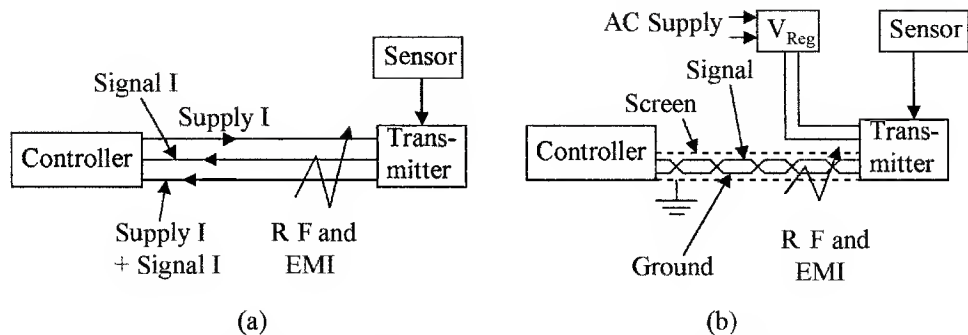 Sensor
Signal I
Supply I
Controller
Trans-
mitter
Supply I
+ Signal I
R F and
EMI
(a)
AC Supply
VReg
Sensor
Signal
Screen
Controller
Trans-
mitter
Ground
R F and
EMI
(b)